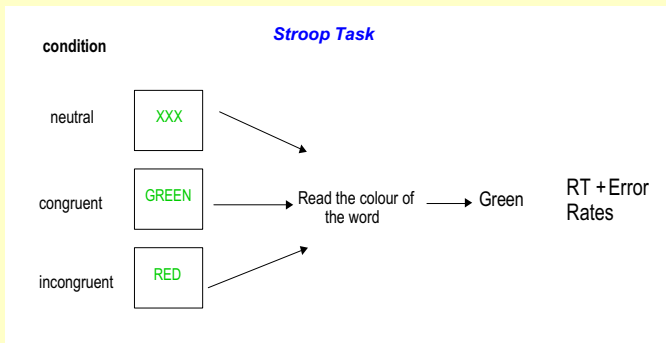 Stroop Task
condition
neutral
XXX
congruent
GREEN
incongruent
RED
Read the colour of
the word
Green
RT +Error
Rates